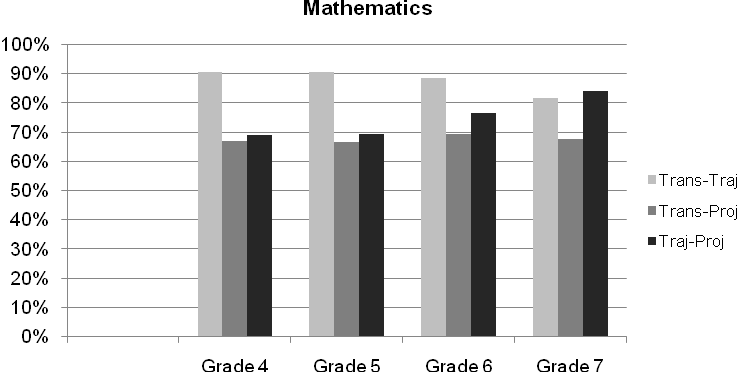 Mathematics
100%
90%
80%
70%
60%
50%
40%
30%
20%
10%
0%
Grade 4 Grade 5 Grade 6 Grade 7
Trans-Traj
Trans-Proj
Traj-Proj